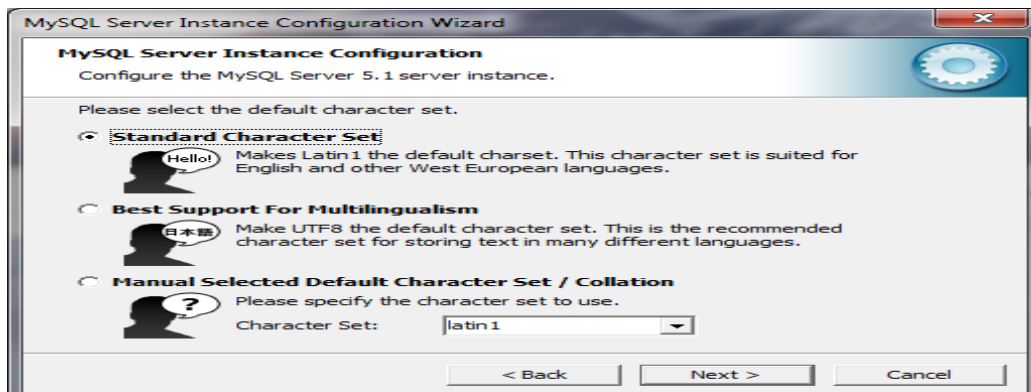 MySQL Server Instance Configuration Wizard
MySQL Server Instance Configuration
Configure the MySQL Server 5.1 server instance.
Please select the default character set.
Standard Character Set
Hello!
Makes Latin1 the default charset. This character set is suited for
English and other West European languages.
Best Support For Multilingualism
日本語
Make UTF8 the default character set. This is the recommended
character set for storing text in many different languages.
Manual Selected Default Character Set / Collation
?
Please specify the character set to use.
Character Set: latin1
< Back Next > Cancel